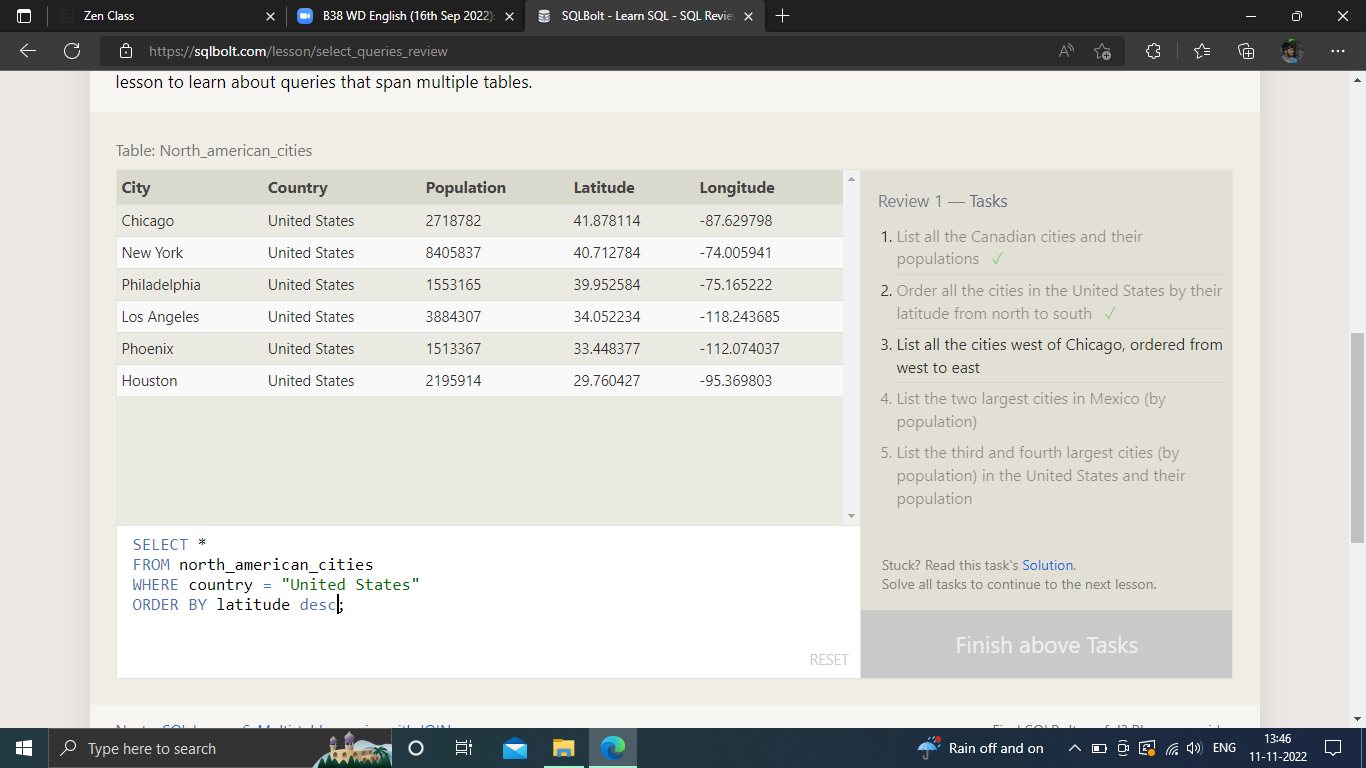 Zen Class
B38 WD English (16th Sep 2022):
SQLBolt - Learn SQL - SQL Review
https://sqlbolt.com/lesson/select_queries_review
lesson to learn about queries that span multiple tables.
Table: North_american_cities
City Country Population Latitude Longitude
Chicago United States 2718782 41.878114 -87.629798
New York United States 8405837 40.712784 -74.005941
Philadelphia United States 1553165 39.952584 -75.165222
Los Angeles United States 3884307 34.052234 -118.243685
Phoenix United States 1513367 33.448377 -112.074037
Houston United States 2195914 29.760427 -95.369803
SELECT *
FROM north_american_cities
WHERE country = "United States"
ORDER BY latitude desc;
RESET
Review 1 — Tasks
1. List all the Canadian cities and their
populations ✓
2. Order all the cities in the United States by their
latitude from north to south ✓
3. List all the cities west of Chicago, ordered from
west to east
4. List the two largest cities in Mexico (by
population)
5. List the third and fourth largest cities (by
population) in the United States and their
population
Stuck? Read this task's Solution.
Solve all tasks to continue to the next lesson.
Finish above Tasks
Type here to search
Rain off and on
ENG
13:46
11-11-2022